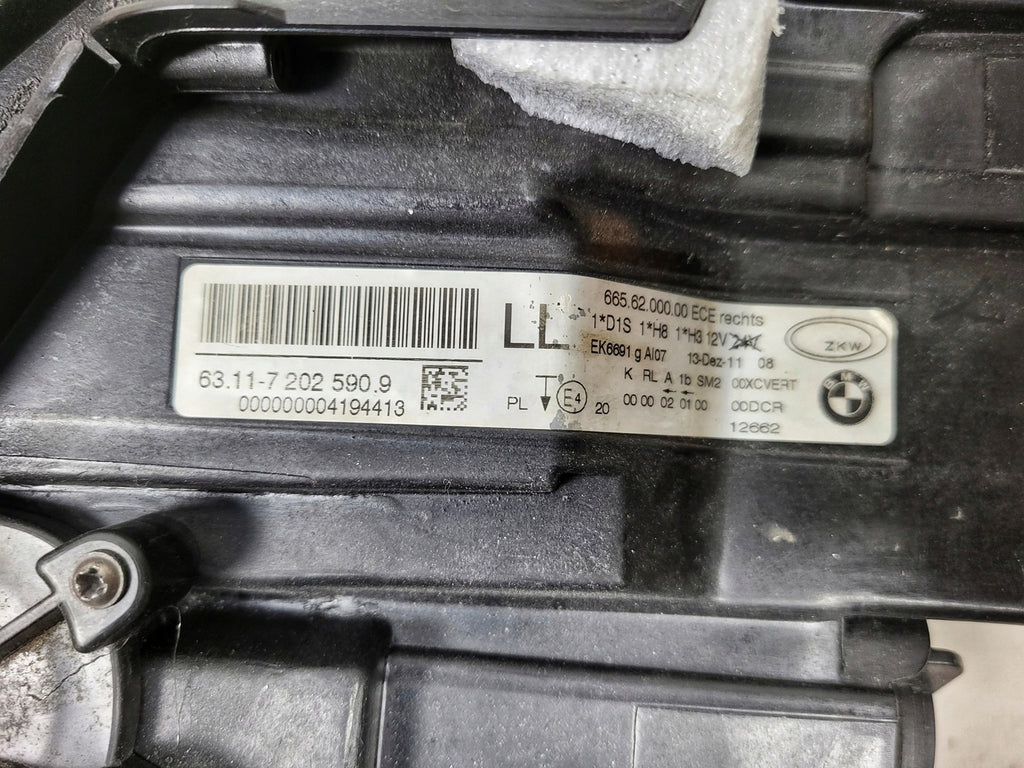 63.11-7 202 590.9
000000004194413
LL
PL
E4
20
665.62.000.00 ECE rechts
1*D1S 1*H8 1*H3 12V 24V
EK6691 g AI07 13-Dez-11 08
K RL A 1b SM2 00XCVERT
00 00 02 01 00 00DCR
12662
ZKW
BMW